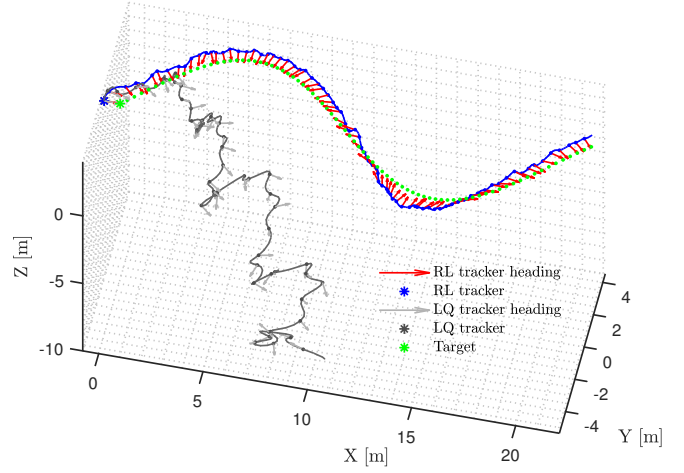 RL tracker heading
RL tracker
LQ tracker heading
LQ tracker
Target
Z [m]
0
-5
-10
0
5
10
15
20
X [m]
4
2
0
-2
-4
Y [m]